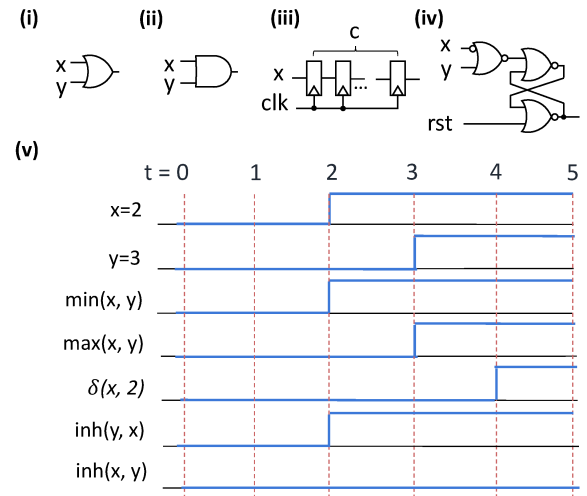 (i) (ii) (iii) (iv)
c
x
y
x
y
x
...
clk
x
y
rst
(v)
t = 0 1 2 3 4 5
x=2
y=3
min(x, y)
max(x, y)
δ(x, 2)
inh(y, x)
inh(x, y)